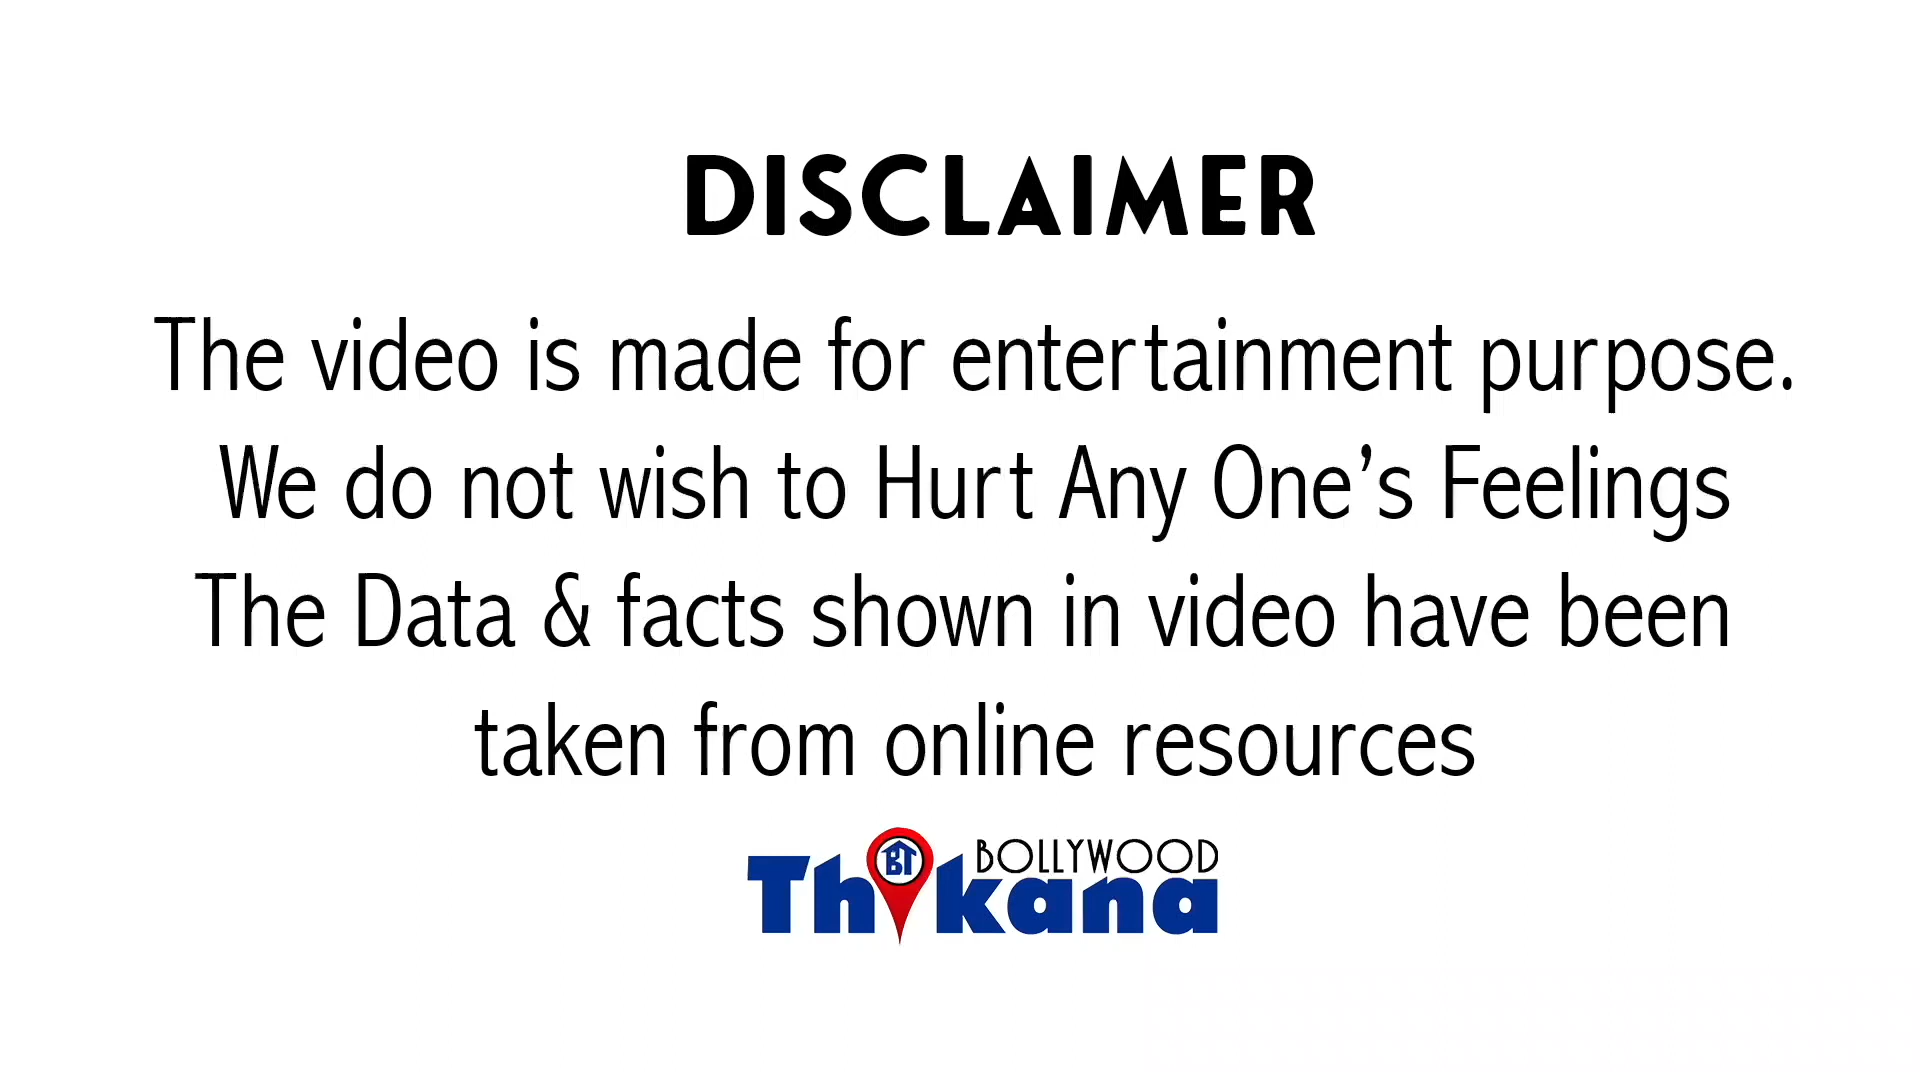 DISCLAIMER
The video is made for entertainment purpose.
We do not wish to Hurt Any One’s Feelings
The Data & facts shown in video have been
taken from online resources
BT
BOLLYWOOD
Thikana